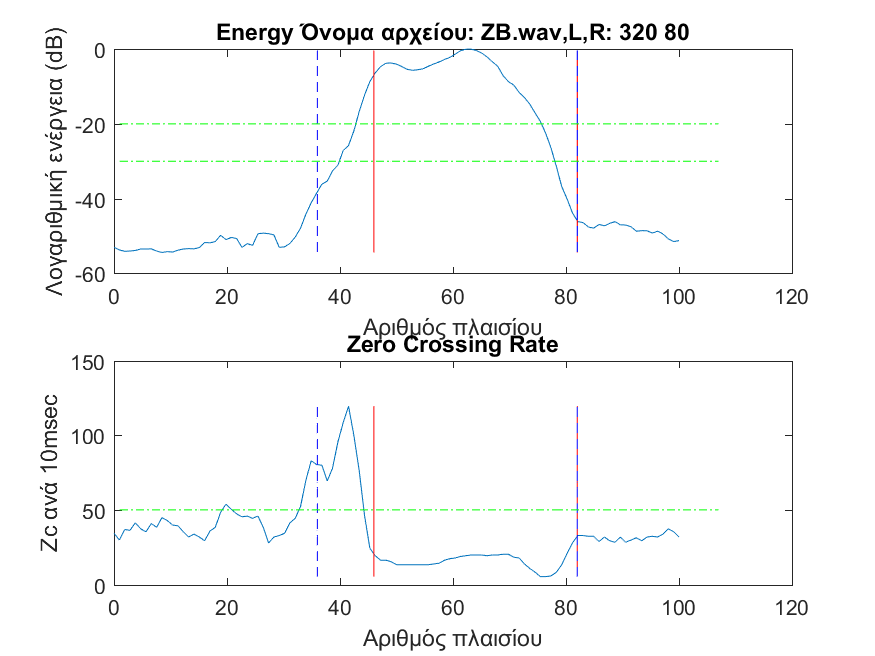 Energy Όνομα αρχείου: ZB.wav,L,R: 320 80
Λογαριθμική ενέργεια (dB)
0
-20
-40
-60
0 20 40 60 80 100 120
Αριθμός πλαισίου
Zero Crossing Rate
Zc ανά 10msec
150
100
50
0
0 20 40 60 80 100 120
Αριθμός πλαισίου